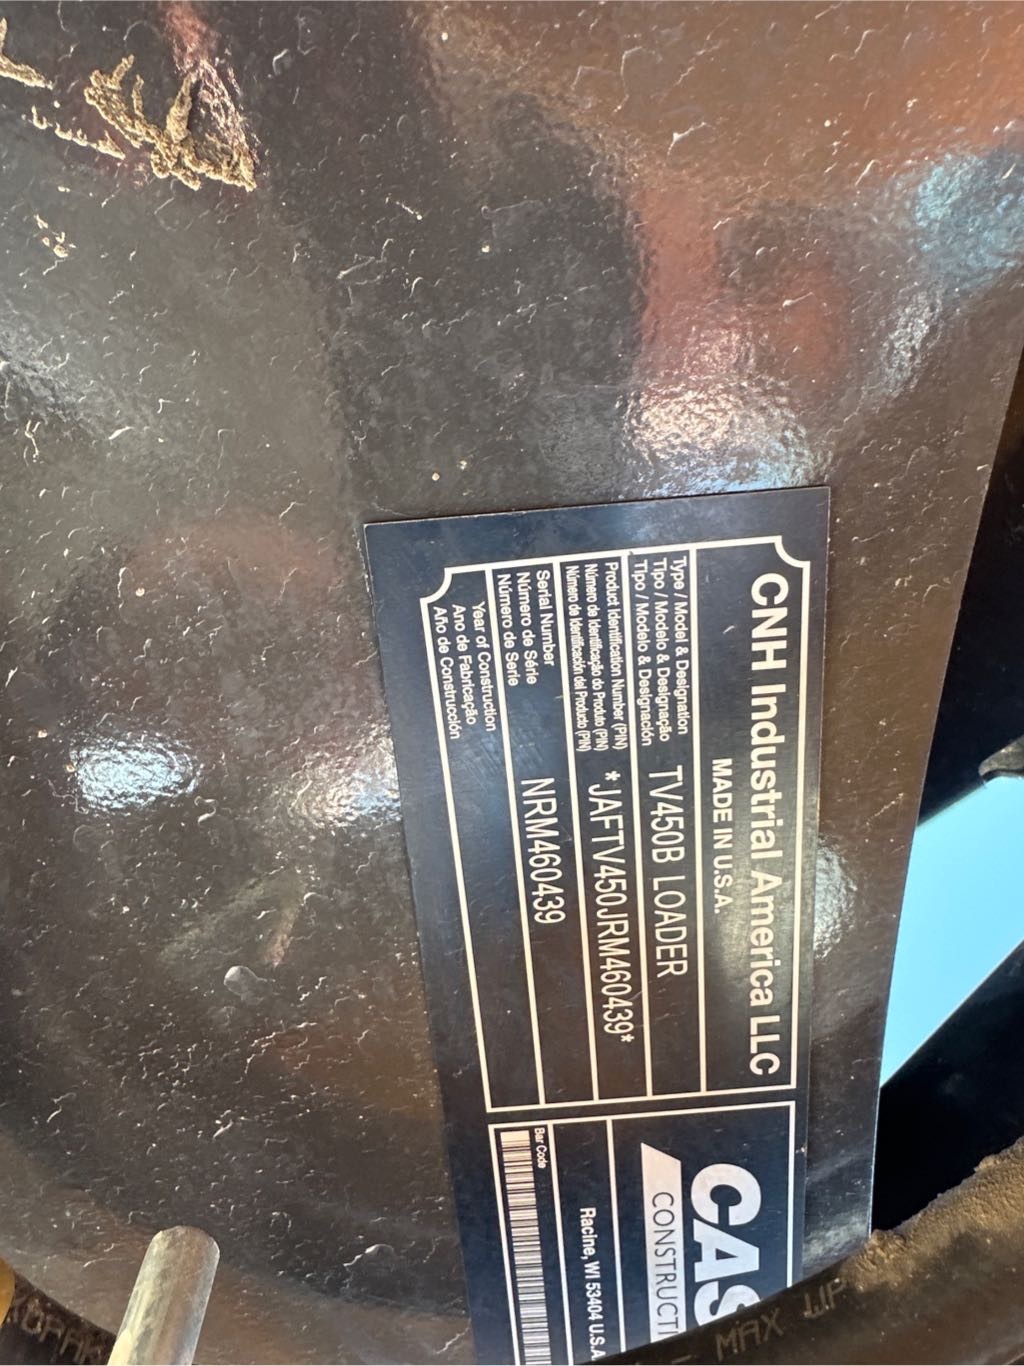 CNH Industrial America LLC
MADE IN U.S.A.
Type / Model & Designation
Tipo / Modelo & Designação
Tipo / Modelo & Designación
TV450B LOADER
Product Identification Number (PIN)
Número de Identificação do Produto (PIN)
Número de Identificación del Producto (PIN)
*JAFTV450JRM460439*
Serial Number
Número de Série
Número de Serie
NRM460439
Year of Construction
Ano de Fabricação
Año de Construcción
CAS
CONSTRUCTI
Racine, WI 53404 U.S.A.
Bar Code
MAX WP